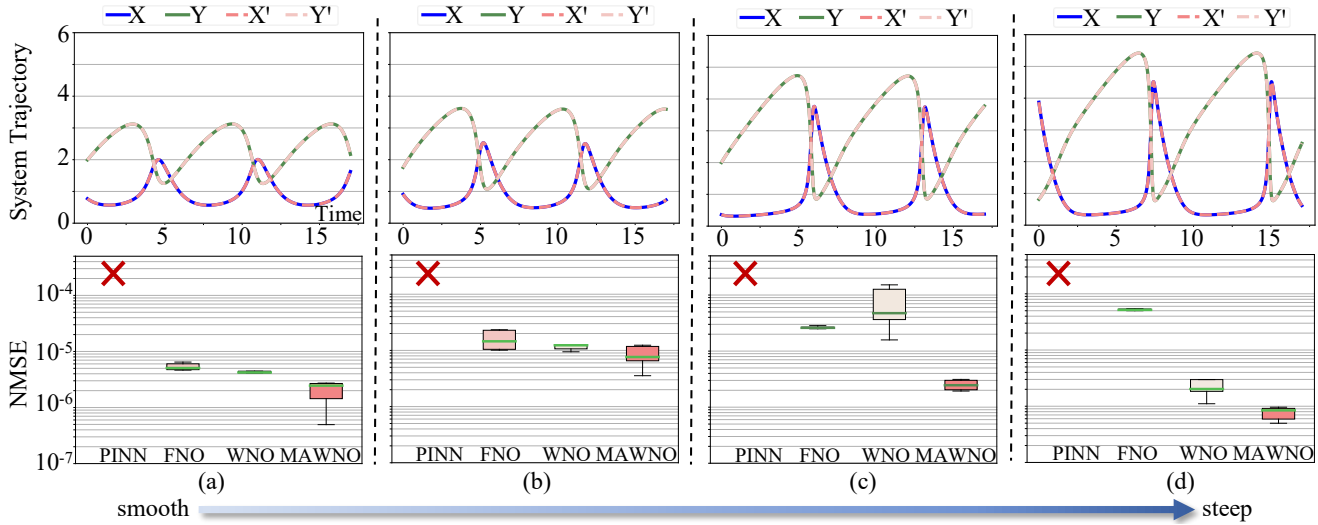 X Y X' Y' X Y X' Y' X Y X' Y' X Y X' Y'
System Trajectory
6
4
2
0
Time
0 5 10 15 0 5 10 15 0 5 10 15 0 5 10 15
NMSE
10-4
10-5
10-6
10-7
PINN FNO WNO MAWNO PINN FNO WNO MAWNO PINN FNO WNO MAWNO PINN FNO WNO MAWNO
(a) (b) (c) (d)
smooth steep